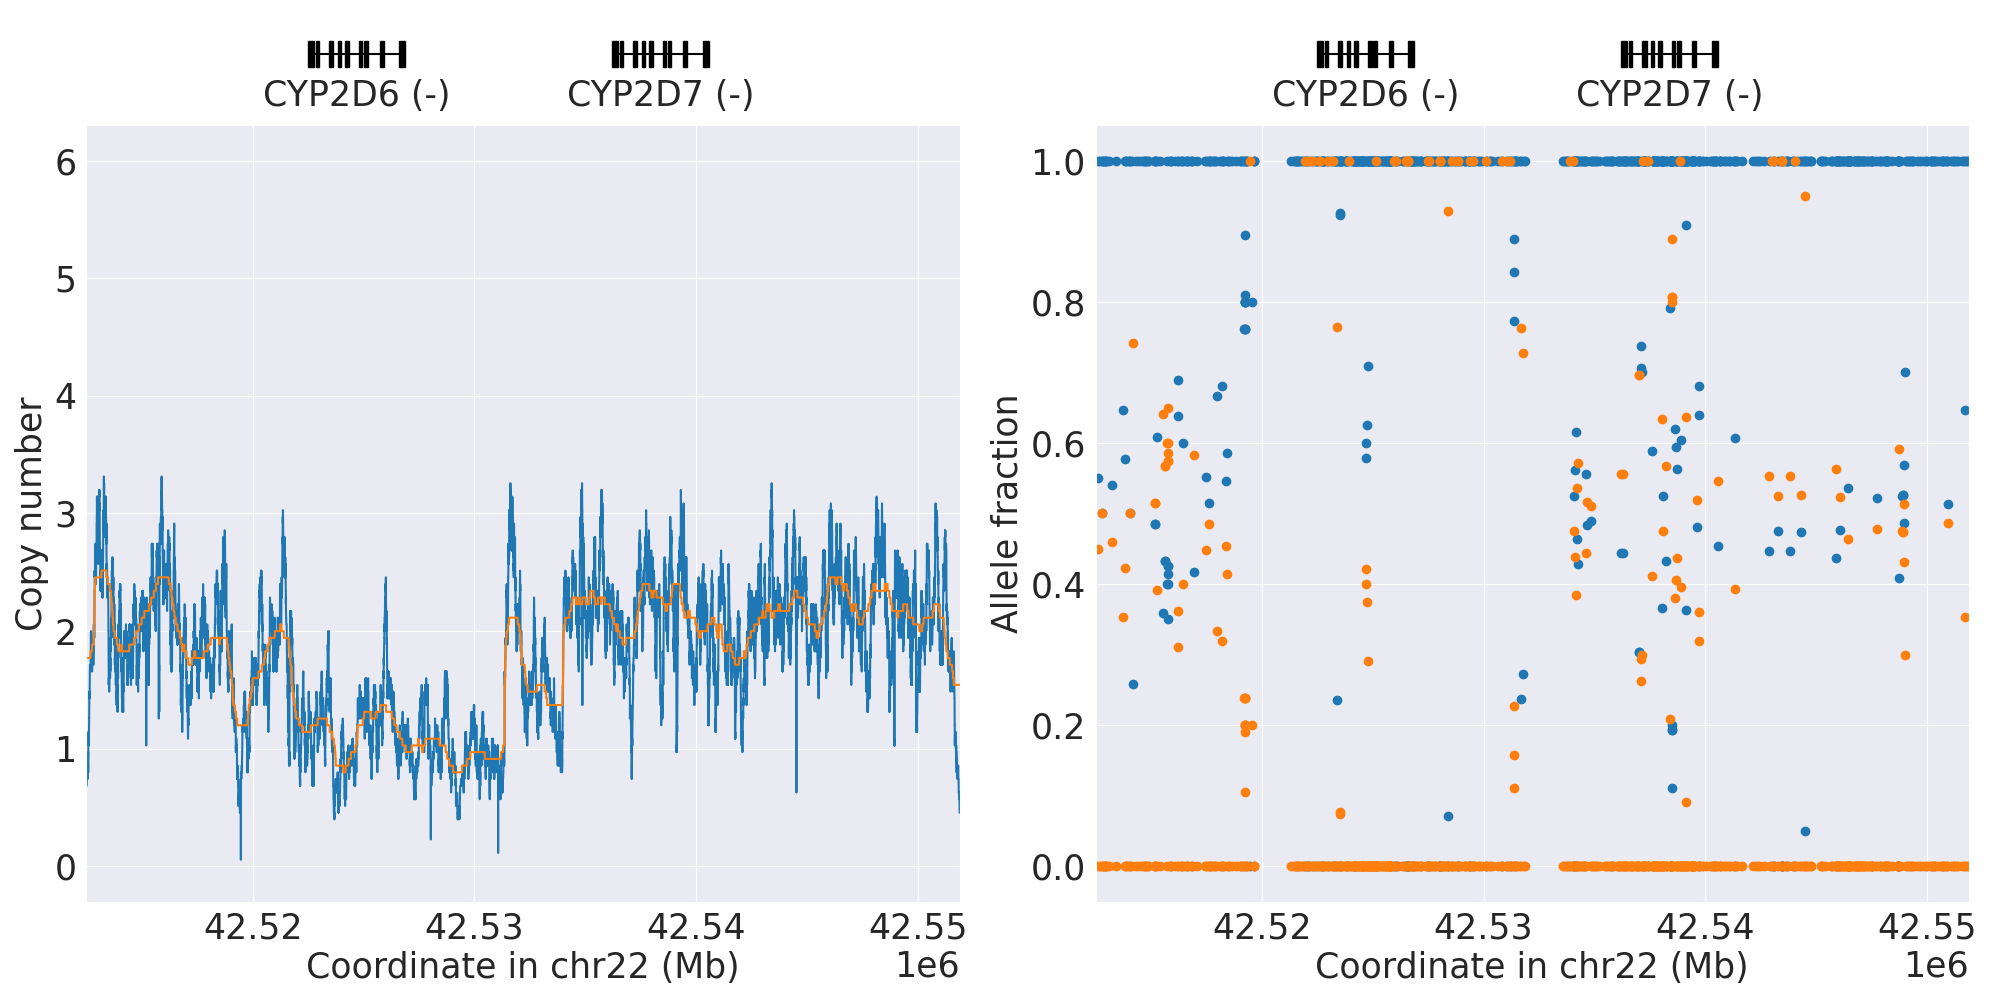 CYP2D6 (-) CYP2D7 (-)
6
5
4
3
2
1
0
Copy number
42.52 42.53 42.54 42.55
Coordinate in chr22 (Mb) 1e6
CYP2D6 (-) CYP2D7 (-)
1.0
0.8
0.6
0.4
0.2
0.0
Allele fraction
42.52 42.53 42.54 42.55
Coordinate in chr22 (Mb) 1e6